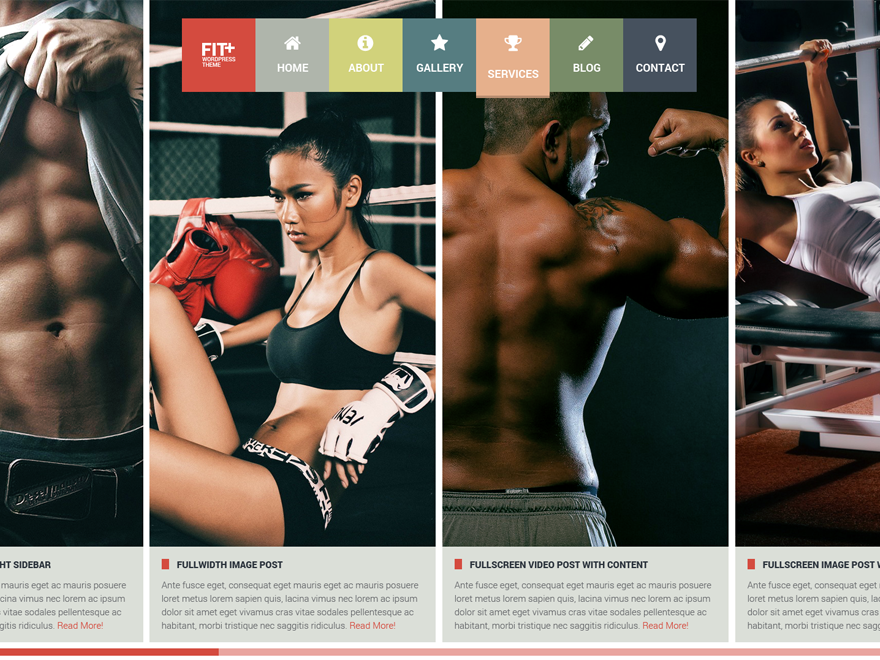 FIT+
WORDPRESS
THEME
HOME
ABOUT
GALLERY
SERVICES
BLOG
CONTACT
HT SIDEBAR
mauris eget ac mauris posuere
cina vimus nec lorem ac ipsum
vitae sodales pellentesque ac
gittis ridiculus. Read More!
FULLWIDTH IMAGE POST
Ante fusce eget, consequat eget mauris eget ac mauris posuere
loret metus lorem sapien quis, lacina vimus nec lorem ac ipsum
dolor sit amet eget vivamus cras vitae sodales pellentesque ac
habitant, morbi tristique nec saggitis ridiculus. Read More!
FULLSCREEN VIDEO POST WITH CONTENT
Ante fusce eget, consequat eget mauris eget ac mauris posuere
loret metus lorem sapien quis, lacina vimus nec lorem ac ipsum
dolor sit amet eget vivamus cras vitae sodales pellentesque ac
habitant, morbi tristique nec saggitis ridiculus. Read More!
FULLSCREEN IMAGE POST
Ante fusce eget, consequat eget
loret metus lorem sapien quis,
dolor sit amet eget vivamus cras
habitant, morbi tristique nec sa